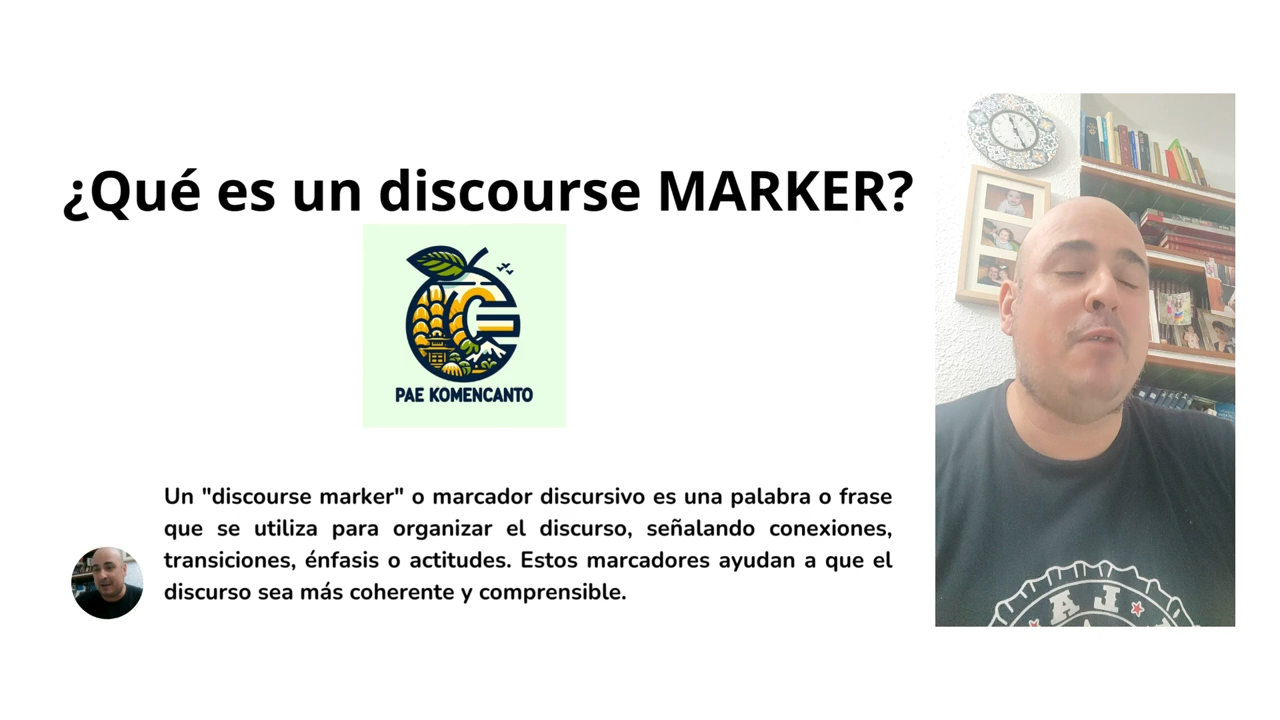 ¿Qué es un discourse MARKER?
PAE KOMENCANTO
Un "discourse marker" o marcador discursivo es una palabra o frase
que se utiliza para organizar el discurso, señalando conexiones,
transiciones, énfasis o actitudes. Estos marcadores ayudan a que el
discurso sea más coherente y comprensible.